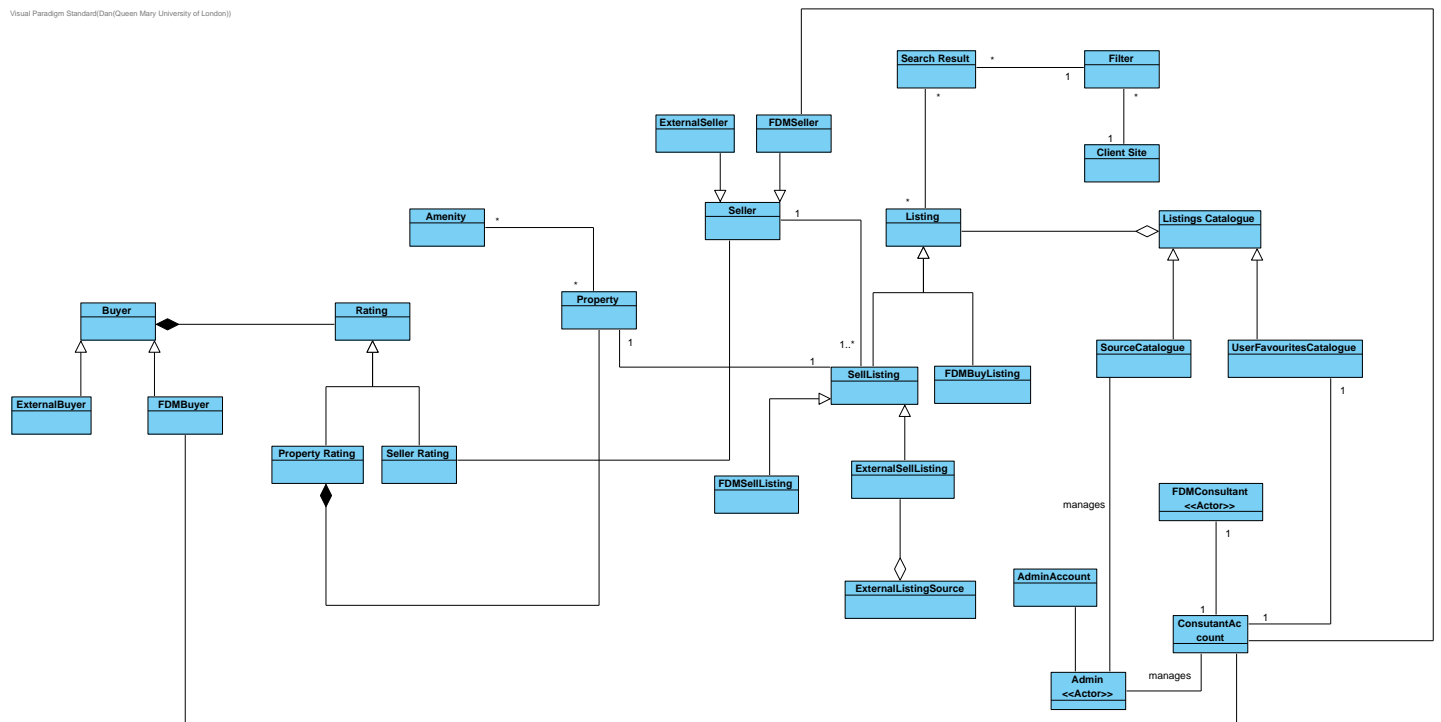 Visual Paradigm Standard(Dan(Queen Mary University of London))
Search Result
*
1
Filter
*
*
1
Client Site
ExternalSeller
FDMSeller
Amenity
*
Seller
1
*
Listing
Listings Catalogue
*
Property
1
Buyer
Rating
1..*
1
SellListing
FDMBuyListing
SourceCatalogue
UserFavouritesCatalogue
1
ExternalBuyer
FDMBuyer
Property Rating
Seller Rating
FDMSellListing
ExternalSellListing
manages
FDMConsultant
<<Actor>>
1
AdminAccount
ExternalListingSource
1
1
ConsutantAc
count
Admin
<<Actor>>
manages